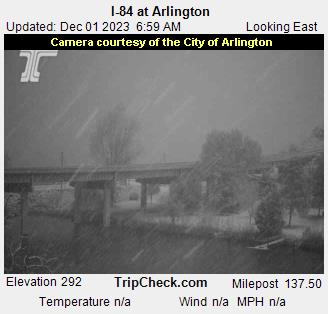 I-84 at Arlington
Updated: Dec 01 2023 6:59 AM Looking East
Camera courtesy of the City of Arlington
Elevation 292 TripCheck.com Milepost 137.50
Temperature n/a Wind n/a MPH n/a